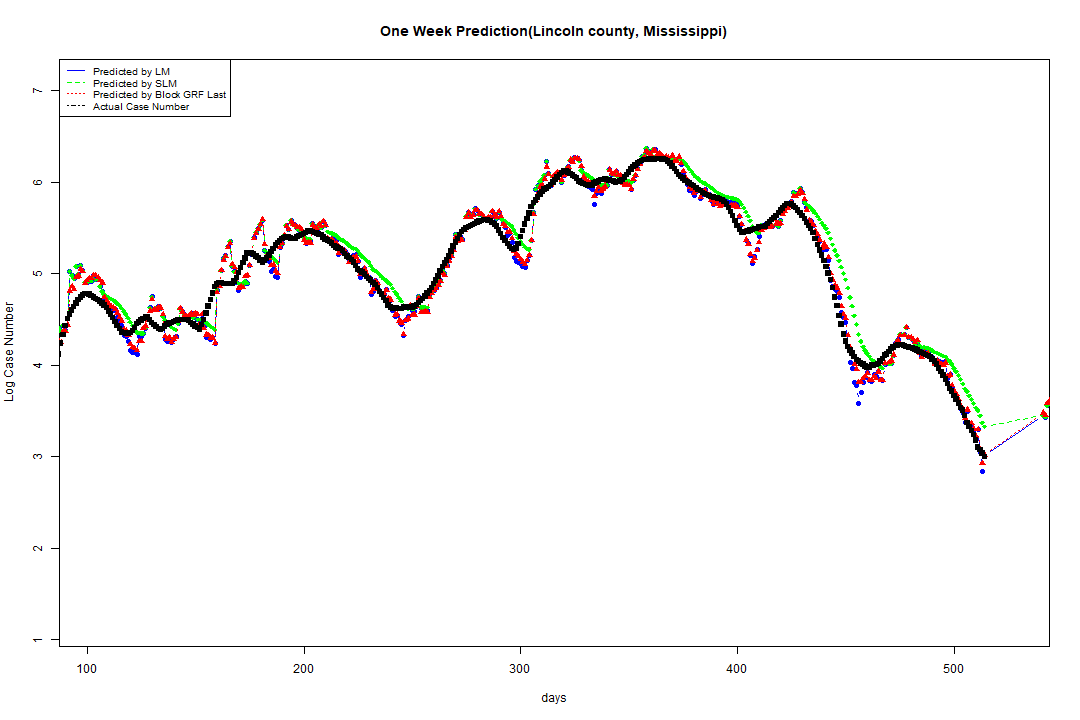 One Week Prediction(Lincoln county, Mississippi)
Predicted by LM
Predicted by SLM
Predicted by Block GRF Last
Actual Case Number
7
6
5
4
3
2
1
Log Case Number
100 200 300 400 500
days